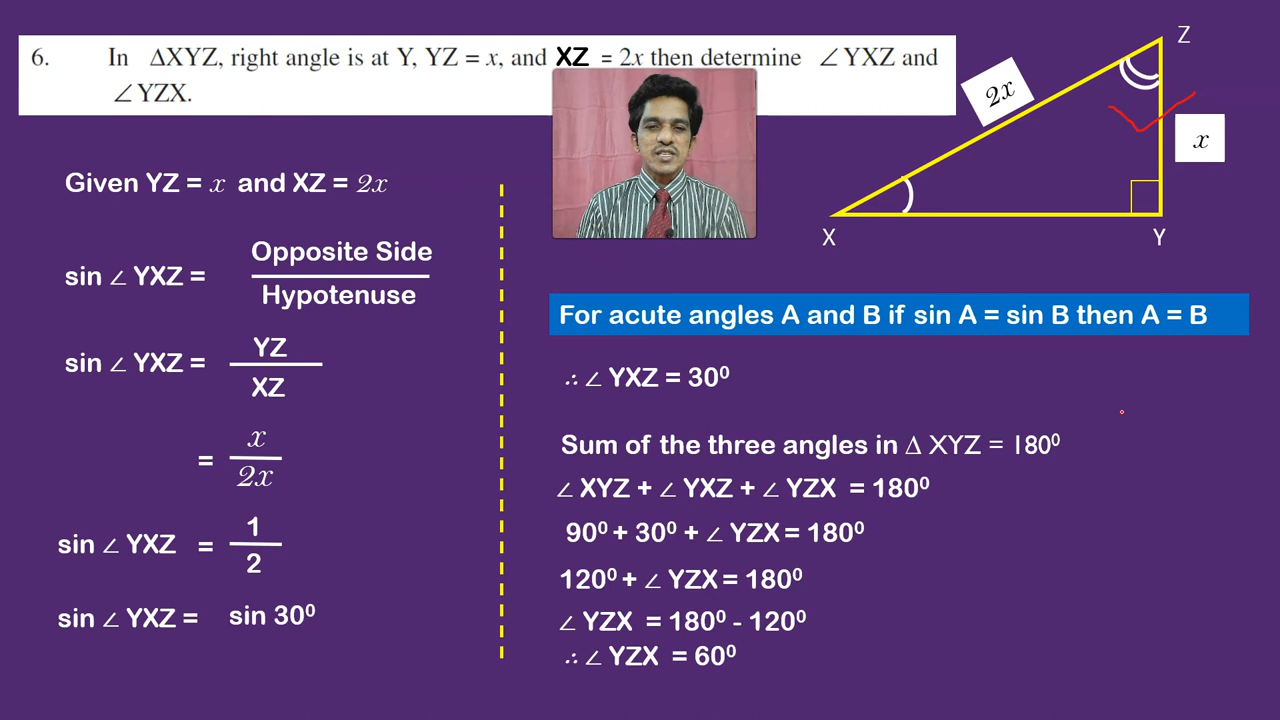 6. In ΔXYZ, right angle is at Y, YZ = x, and XZ = 2x then determine ∠YXZ and
∠YZX.
Z
2x
x
X
Y
Given YZ = x and XZ = 2x
sin ∠ YXZ = Opposite Side
Hypotenuse
sin ∠ YXZ = YZ
XZ
= x
2x
sin ∠ YXZ = 1
2
sin ∠ YXZ = sin 30⁰
For acute angles A and B if sin A = sin B then A = B
∴ ∠ YXZ = 30⁰
Sum of the three angles in Δ XYZ = 180⁰
∠ XYZ + ∠ YXZ + ∠ YZX = 180⁰
90⁰ + 30⁰ + ∠ YZX = 180⁰
120⁰ + ∠ YZX = 180⁰
∠ YZX = 180⁰ - 120⁰
∴ ∠ YZX = 60⁰